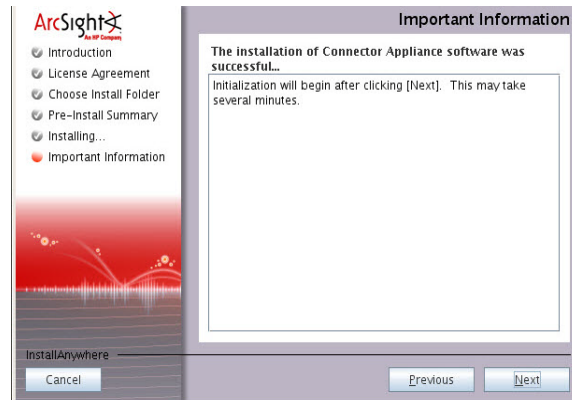 ArcSight
An HP Company
Important Information
Introduction
License Agreement
Choose Install Folder
Pre-Install Summary
Installing...
Important Information
The installation of Connector Appliance software was
successful...
Initialization will begin after clicking [Next]. This may take
several minutes.
InstallAnywhere
Cancel
Previous
Next